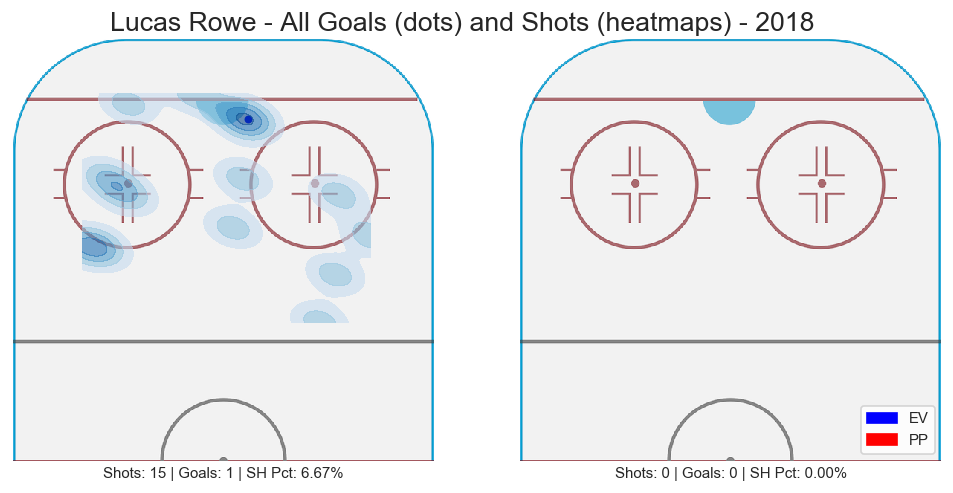 Lucas Rowe - All Goals (dots) and Shots (heatmaps) - 2018
EV
PP
Shots: 15 | Goals: 1 | SH Pct: 6.67%
Shots: 0 | Goals: 0 | SH Pct: 0.00%